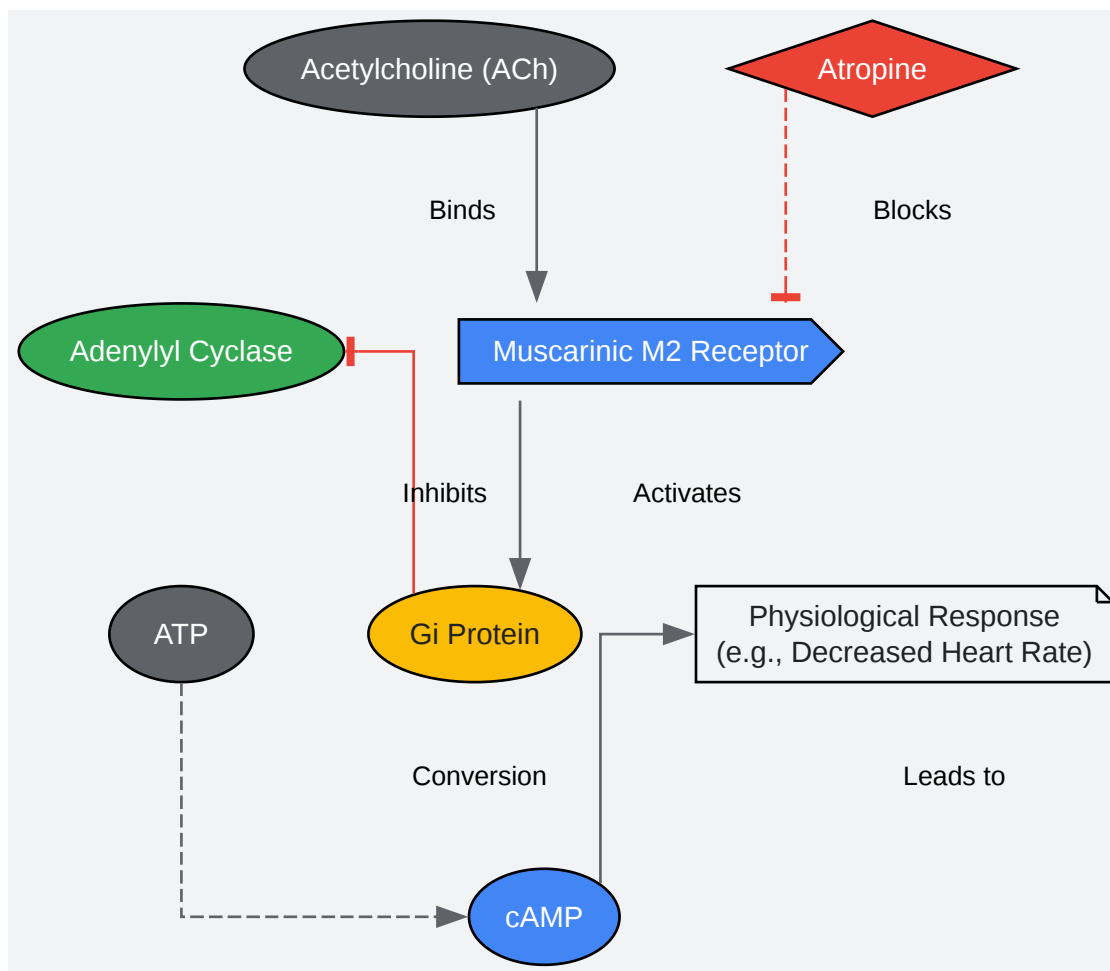 Acetylcholine (ACh)
Atropine
Binds
Blocks
Adenylyl Cyclase
Muscarinic M2 Receptor
Inhibits
Activates
ATP
Gi Protein
Physiological Response
(e.g., Decreased Heart Rate)
Conversion
Leads to
cAMP